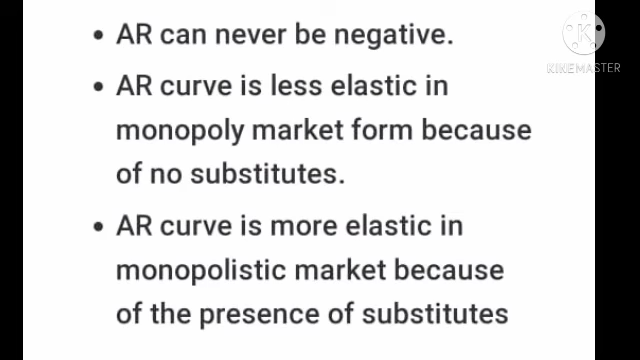 • AR can never be negative.
• AR curve is less elastic in
monopoly market form because
of no substitutes.
• AR curve is more elastic in
monopolistic market because
of the presence of substitutes
K
KINEMASTER